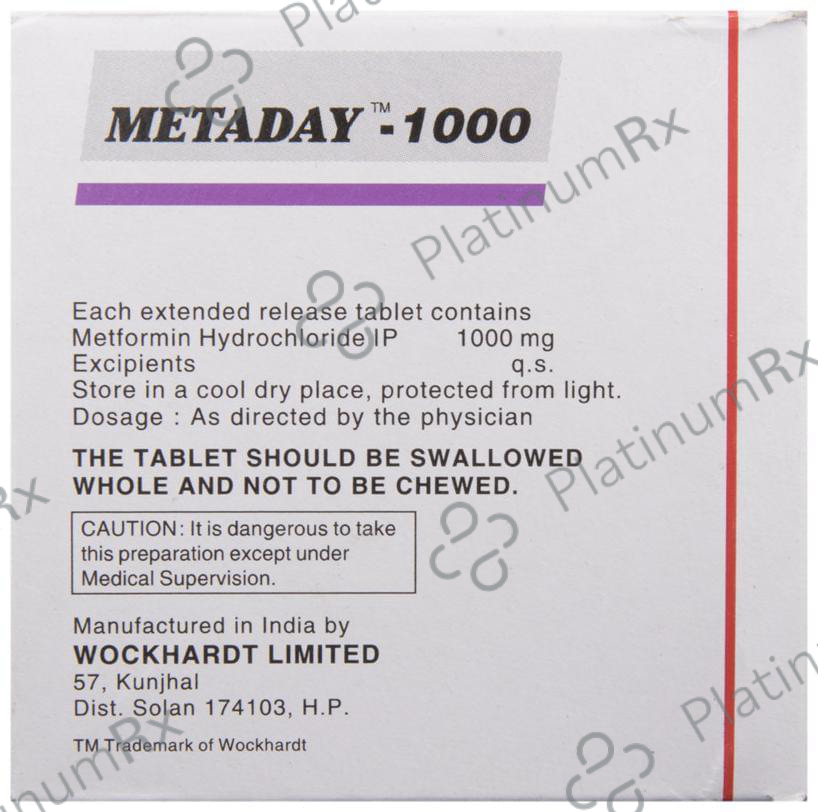 METADAY™-1000
Each extended release tablet contains
Metformin Hydrochloride IP 1000 mg
Excipients q.s.
Store in a cool dry place, protected from light.
Dosage : As directed by the physician
THE TABLET SHOULD BE SWALLOWED
WHOLE AND NOT TO BE CHEWED.
CAUTION: It is dangerous to take
this preparation except under
Medical Supervision.
Manufactured in India by
WOCKHARDT LIMITED
57, Kunjhal
Dist. Solan 174103, H.P.
TM Trademark of Wockhardt
PlatinumRx
PlatinumRx